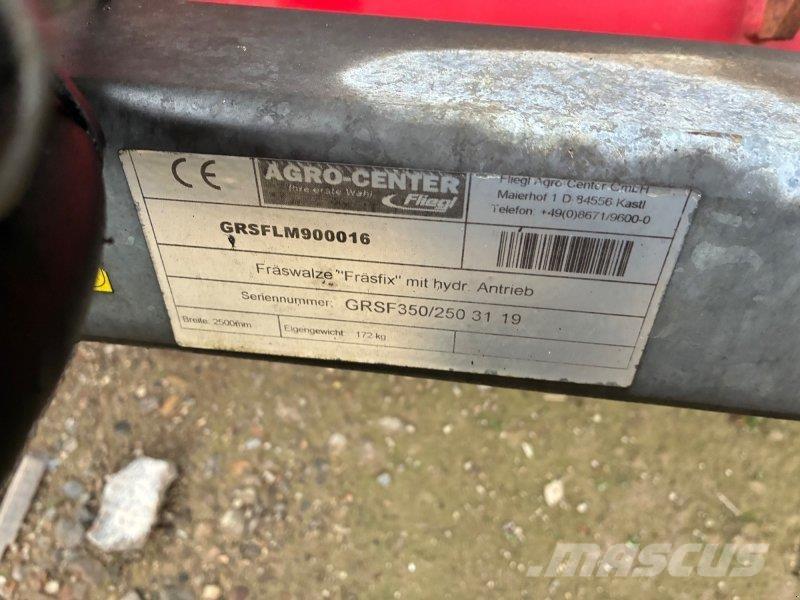 CE
AGRO-CENTER
Ihre erste Wahl
Fliegl
Fliegl Agro-Center GmbH
Maierhof 1 D 84556 Kastl
Telefon: +49(0)8671/9600-0
GRSFLM900016
Fräswalze "Fräsfix" mit hydr. Antrieb
Seriennummer: GRSF350/250 31 19
Breite: 2500mm Eigengewicht: 172 kg
MASCUS